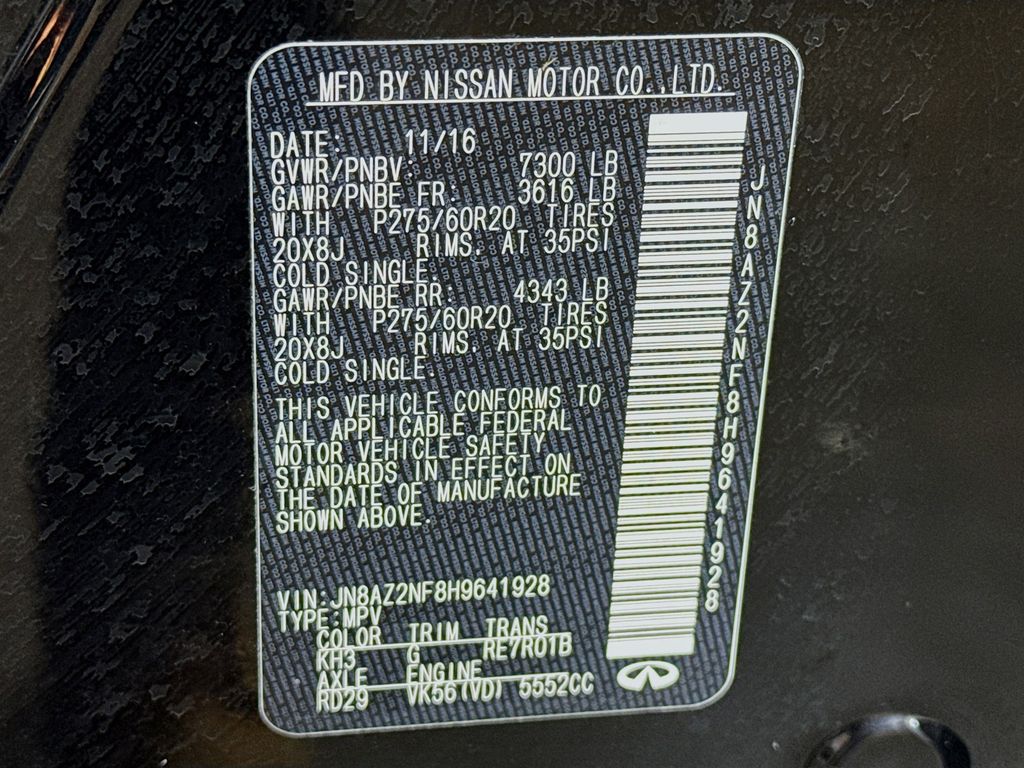 MFD BY NISSAN MOTOR CO.,LTD.
DATE: 11/16
GVWR/PNBV: 7300 LB
GAWR/PNBE FR: 3616 LB
WITH P275/60R20 TIRES
20X8J RIMS. AT 35PSI
COLD SINGLE.
GAWR/PNBE RR: 4343 LB
WITH P275/60R20 TIRES
20X8J RIMS. AT 35PSI
COLD SINGLE.
THIS VEHICLE CONFORMS TO
ALL APPLICABLE FEDERAL
MOTOR VEHICLE SAFETY
STANDARDS IN EFFECT ON
THE DATE OF MANUFACTURE
SHOWN ABOVE.
VIN:JN8AZ2NF8H9641928
TYPE:MPV
COLOR TRIM TRANS
KH3 G RE7R01B
AXLE ENGINE
RD29 VK56(VD) 5552CC
JN8AZ2NF8H9641928